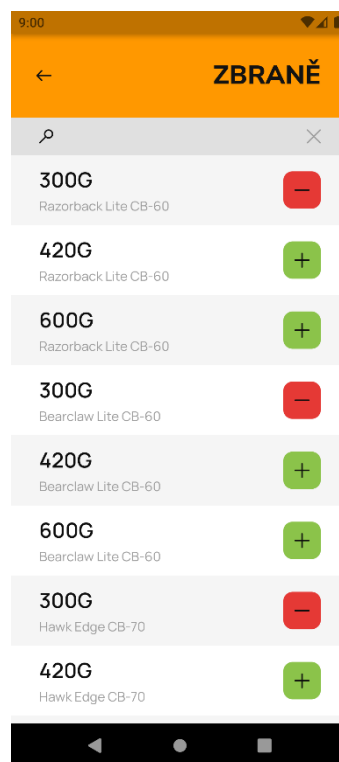 9:00
ZBRANĚ
300G
Razorback Lite CB-60
420G
Razorback Lite CB-60
600G
Razorback Lite CB-60
300G
Bearclaw Lite CB-60
420G
Bearclaw Lite CB-60
600G
Bearclaw Lite CB-60
300G
Hawk Edge CB-70
420G
Hawk Edge CB-70